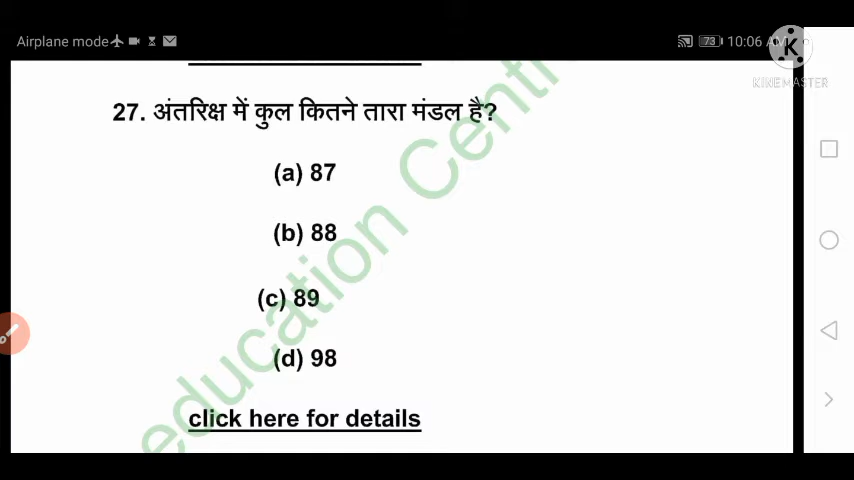 Airplane mode 73 10:06 AM
KINEMASTER
27. अंतरिक्ष में कुल कितने तारा मंडल है?
(a) 87
(b) 88
(c) 89
(d) 98
click here for details
education Centr